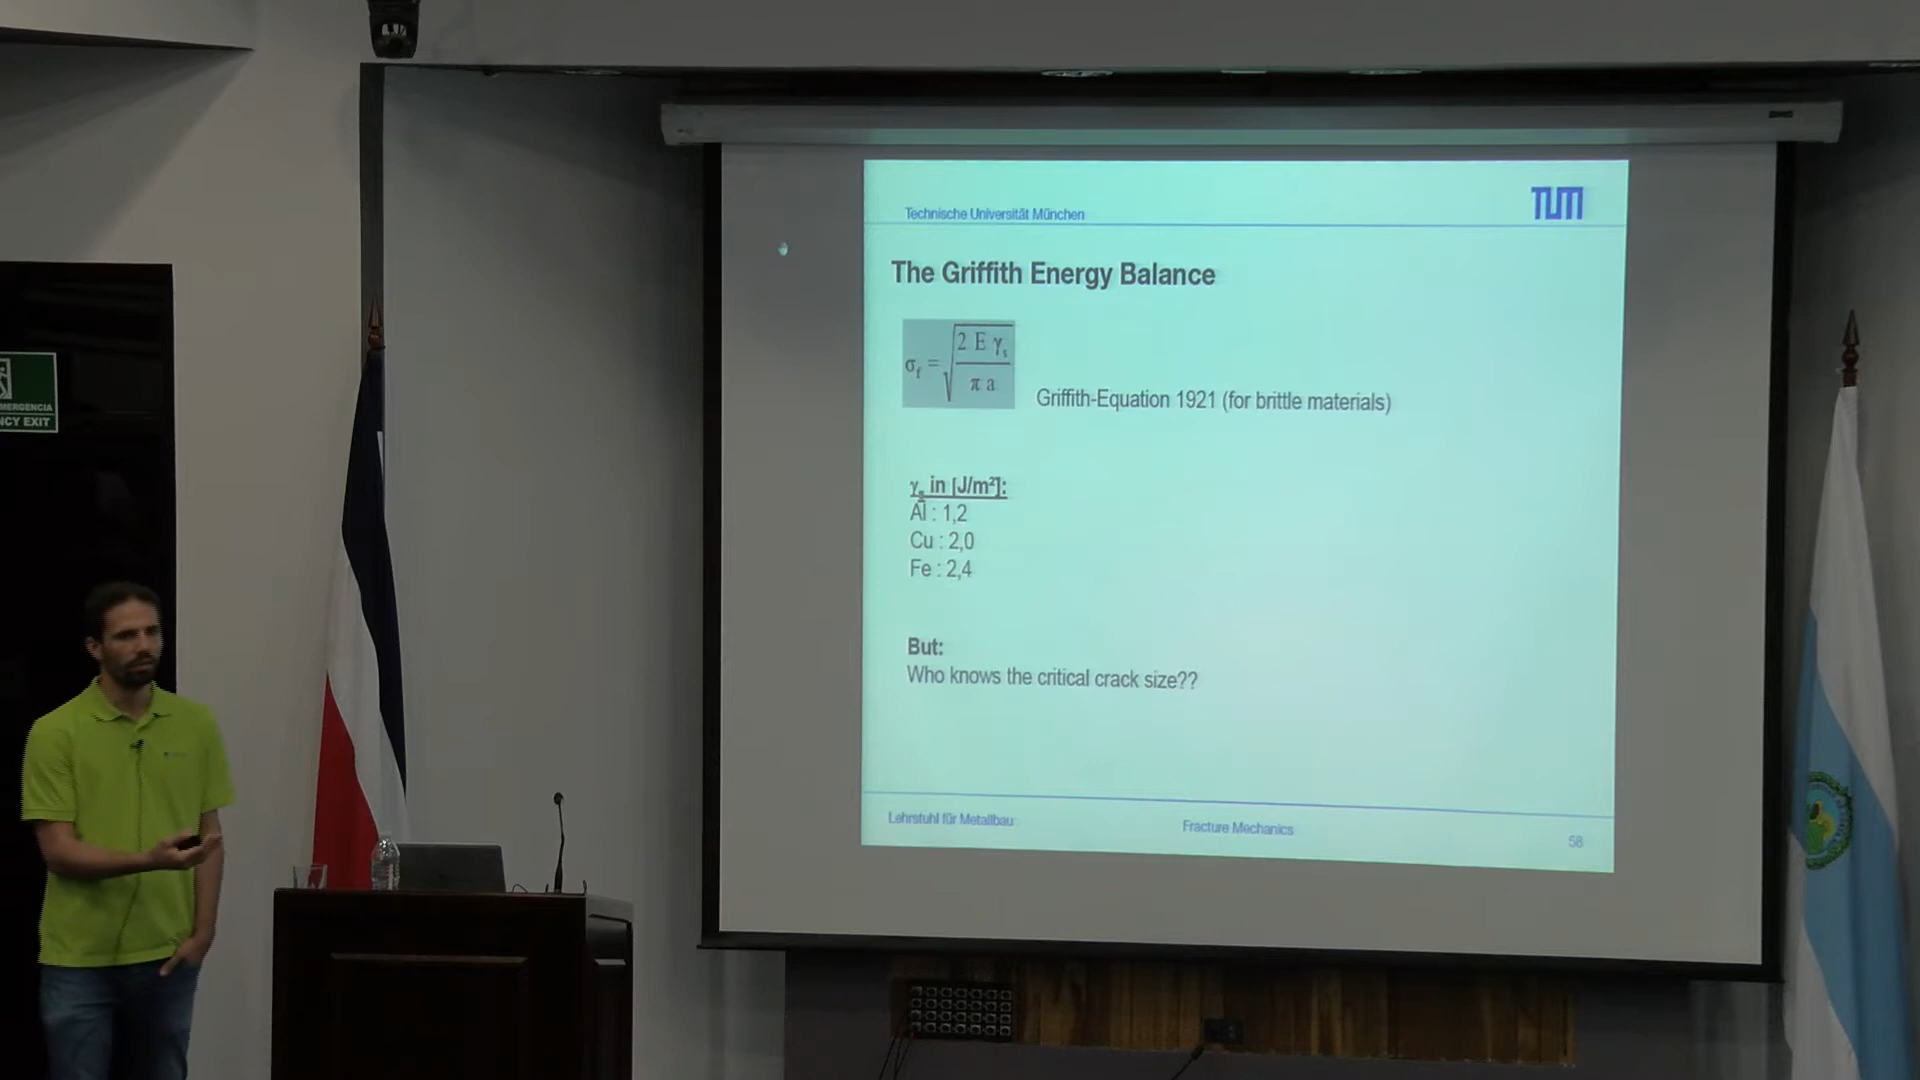 MERGENCIA
NCY EXIT
Technische Universität München
TUM
The Griffith Energy Balance
σf = √(2 E γs / π a)
Griffith-Equation 1921 (for brittle materials)
γs in [J/m²]:
Al : 1,2
Cu : 2,0
Fe : 2,4
But:
Who knows the critical crack size??
Lehrstuhl für Metallbau
Fracture Mechanics
58